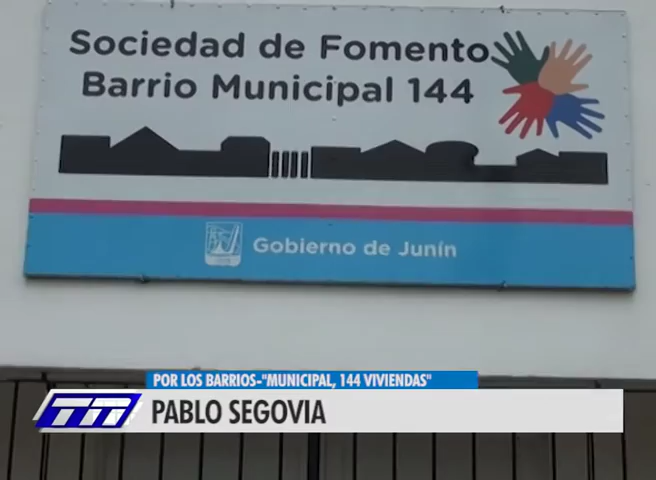 Sociedad de Fomento
Barrio Municipal 144
Gobierno de Junín
POR LOS BARRIOS-"MUNICIPAL, 144 VIVIENDAS"
PABLO SEGOVIA